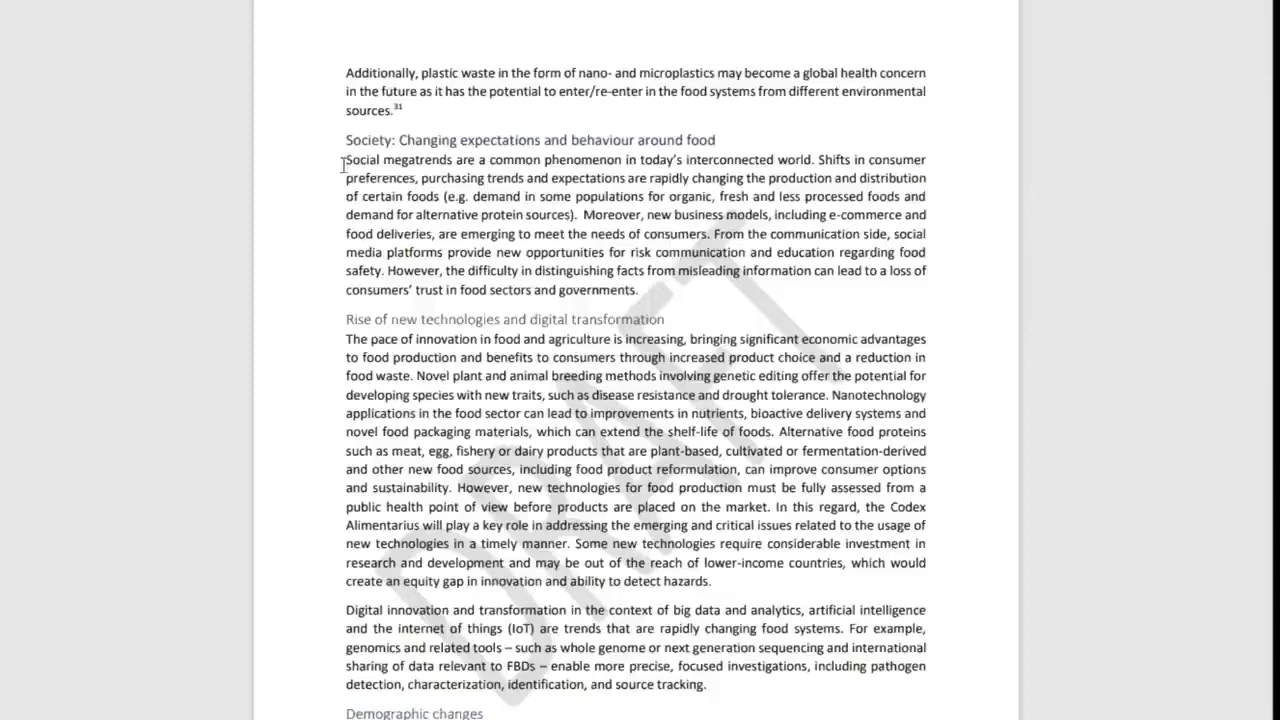 Additionally, plastic waste in the form of nano- and microplastics may become a global health concern
in the future as it has the potential to enter/re-enter in the food systems from different environmental
sources.³¹
Society: Changing expectations and behaviour around food
Social megatrends are a common phenomenon in today's interconnected world. Shifts in consumer
preferences, purchasing trends and expectations are rapidly changing the production and distribution
of certain foods (e.g. demand in some populations for organic, fresh and less processed foods and
demand for alternative protein sources). Moreover, new business models, including e-commerce and
food deliveries, are emerging to meet the needs of consumers. From the communication side, social
media platforms provide new opportunities for risk communication and education regarding food
safety. However, the difficulty in distinguishing facts from misleading information can lead to a loss of
consumers' trust in food sectors and governments.
Rise of new technologies and digital transformation
The pace of innovation in food and agriculture is increasing, bringing significant economic advantages
to food production and benefits to consumers through increased product choice and a reduction in
food waste. Novel plant and animal breeding methods involving genetic editing offer the potential for
developing species with new traits, such as disease resistance and drought tolerance. Nanotechnology
applications in the food sector can lead to improvements in nutrients, bioactive delivery systems and
novel food packaging materials, which can extend the shelf-life of foods. Alternative food proteins
such as meat, egg, fishery or dairy products that are plant-based, cultivated or fermentation-derived
and other new food sources, including food product reformulation, can improve consumer options
and sustainability. However, new technologies for food production must be fully assessed from a
public health point of view before products are placed on the market. In this regard, the Codex
Alimentarius will play a key role in addressing the emerging and critical issues related to the usage of
new technologies in a timely manner. Some new technologies require considerable investment in
research and development and may be out of the reach of lower-income countries, which would
create an equity gap in innovation and ability to detect hazards.
Digital innovation and transformation in the context of big data and analytics, artificial intelligence
and the internet of things (IoT) are trends that are rapidly changing food systems. For example,
genomics and related tools – such as whole genome or next generation sequencing and international
sharing of data relevant to FBDs – enable more precise, focused investigations, including pathogen
detection, characterization, identification, and source tracking.
Demographic changes
DRAFT